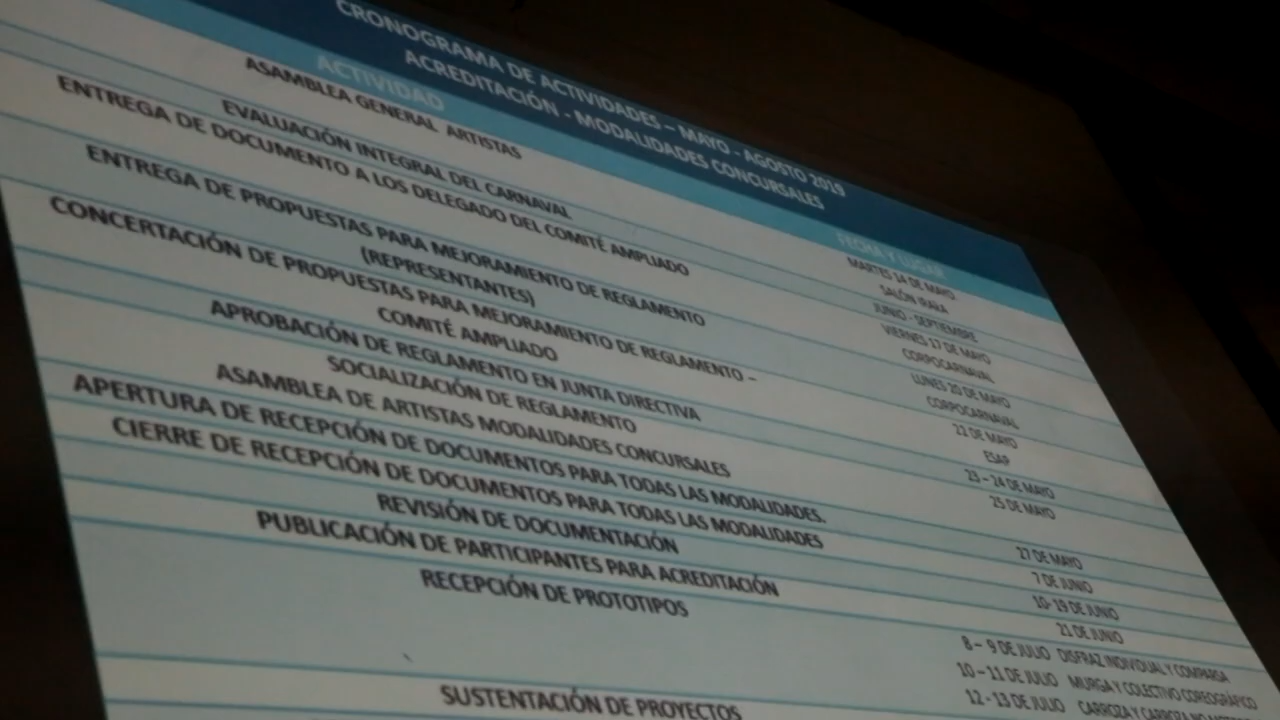 CRONOGRAMA DE ACTIVIDADES – MAYO - AGOSTO 2019
ACREDITACIÓN - MODALIDADES CONCURSALES
ACTIVIDAD
FECHA Y LUGAR
ASAMBLEA GENERAL ARTISTAS
MARTES 14 DE MAYO
SALÓN IRAKA
EVALUACIÓN INTEGRAL DEL CARNAVAL
JUNIO - SEPTIEMBRE
ENTREGA DE DOCUMENTO A LOS DELEGADO DEL COMITÉ AMPLIADO
VIERNES 17 DE MAYO
CORPOCARNAVAL
ENTREGA DE PROPUESTAS PARA MEJORAMIENTO DE REGLAMENTO
(REPRESENTANTES)
LUNES 20 DE MAYO
CORPOCARNAVAL
CONCERTACIÓN DE PROPUESTAS PARA MEJORAMIENTO DE REGLAMENTO –
COMITÉ AMPLIADO
22 DE MAYO
ESAP
APROBACIÓN DE REGLAMENTO EN JUNTA DIRECTIVA
23 – 24 DE MAYO
SOCIALIZACIÓN DE REGLAMENTO
ASAMBLEA DE ARTISTAS MODALIDADES CONCURSALES
25 DE MAYO
APERTURA DE RECEPCIÓN DE DOCUMENTOS PARA TODAS LAS MODALIDADES.
27 DE MAYO
CIERRE DE RECEPCIÓN DE DOCUMENTOS PARA TODAS LAS MODALIDADES
7 DE JUNIO
REVISIÓN DE DOCUMENTACIÓN
10- 19 DE JUNIO
PUBLICACIÓN DE PARTICIPANTES PARA ACREDITACIÓN
21 DE JUNIO
RECEPCIÓN DE PROTOTIPOS
8 – 9 DE JULIO DISFRAZ INDIVIDUAL Y COMPARSA
10 – 11 DE JULIO MURGA Y COLECTIVO COREOGRÁFICO
12 - 13 DE JULIO CARROZA Y CARROZA
SUSTENTACIÓN DE PROYECTOS